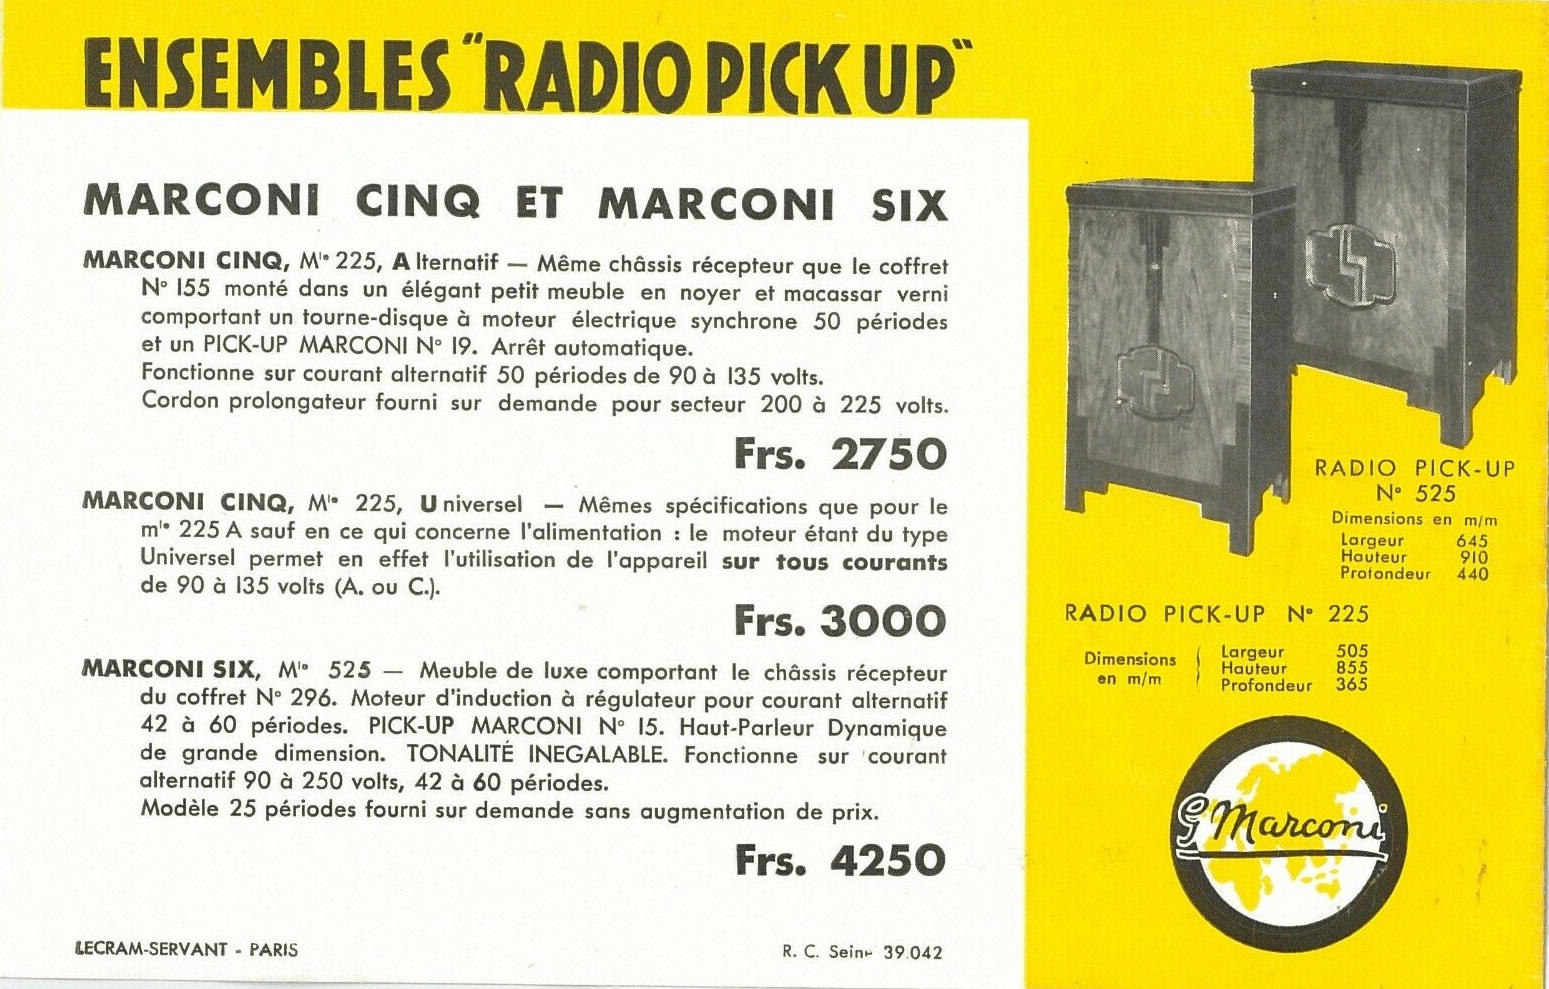 ENSEMBLES "RADIO PICK UP"
MARCONI CINQ ET MARCONI SIX
MARCONI CINQ, Mle 225, Alternatif — Même châssis récepteur que le coffret
N° 155 monté dans un élégant petit meuble en noyer et macassar verni
comportant un tourne-disque à moteur électrique synchrone 50 périodes
et un PICK-UP MARCONI N° 19. Arrêt automatique.
Fonctionne sur courant alternatif 50 périodes de 90 à 135 volts.
Cordon prolongateur fourni sur demande pour secteur 200 à 225 volts.
Frs. 2750
MARCONI CINQ, Mle 225, Universel — Mêmes spécifications que pour le
mle 225 A sauf en ce qui concerne l'alimentation : le moteur étant du type
Universel permet en effet l'utilisation de l'appareil sur tous courants
de 90 à 135 volts (A. ou C.).
Frs. 3000
MARCONI SIX, Mle 525 — Meuble de luxe comportant le châssis récepteur
du coffret N° 296. Moteur d'induction à régulateur pour courant alternatif
42 à 60 périodes. PICK-UP MARCONI N° 15. Haut-Parleur Dynamique
de grande dimension. TONALITÉ INEGALABLE. Fonctionne sur courant
alternatif 90 à 250 volts, 42 à 60 périodes.
Modèle 25 périodes fourni sur demande sans augmentation de prix.
Frs. 4250
LECRAM-SERVANT - PARIS
R. C. Seine 39.042
RADIO PICK-UP
N° 525
Dimensions en m/m
Largeur 645
Hauteur 910
Profondeur 440
RADIO PICK-UP N° 225
Dimensions
en m/m
Largeur 505
Hauteur 855
Profondeur 365
G Marconi